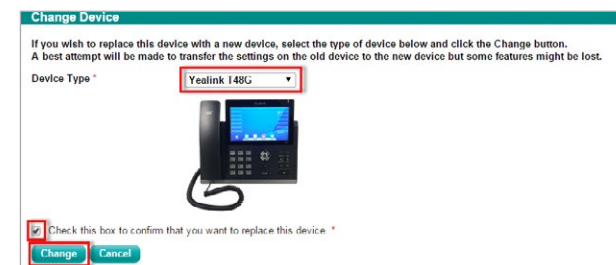 Change Device
If you wish to replace this device with a new device, select the type of device below and click the Change button.
A best attempt will be made to transfer the settings on the old device to the new device but some features might be lost.
Device Type * Yealink T48G
Check this box to confirm that you want to replace this device *
Change Cancel